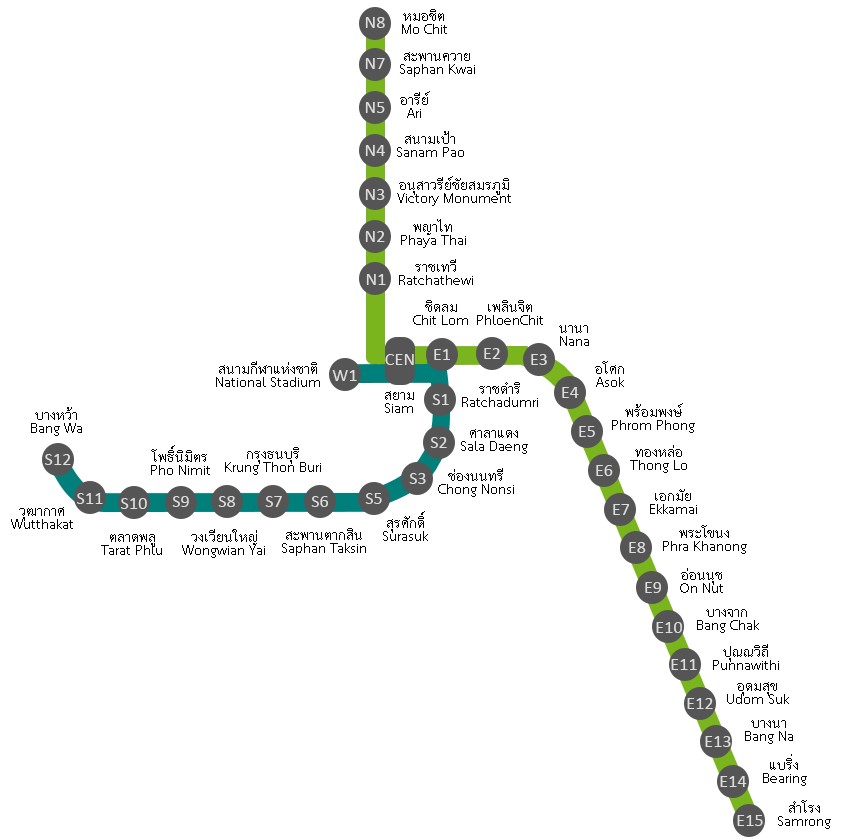 N8
หมอชิต
Mo Chit
N7
สะพานควาย
Saphan Kwai
N5
อารีย์
Ari
N4
สนามเป้า
Sanam Pao
N3
อนุสาวรีย์ชัยสมรภูมิ
Victory Monument
N2
พญาไท
Phaya Thai
N1
ราชเทวี
Ratchathewi
ชิดลม
Chit Lom
เพลินจิต
PhloenChit
นานา
Nana
CEN
E1
E2
E3
สยาม
Siam
สนามกีฬาแห่งชาติ
National Stadium
W1
E4
อโศก
Asok
S1
ราชดำริ
Ratchadumri
E5
พร้อมพงษ์
Phrom Phong
S2
ศาลาแดง
Sala Daeng
E6
ทองหล่อ
Thong Lo
S3
ช่องนนทรี
Chong Nonsi
E7
เอกมัย
Ekkamai
บางหว้า
Bang Wa
S12
โพธิ์นิมิตร
Pho Nimit
กรุงธนบุรี
Krung Thon Buri
S11
S10
S9
S8
S7
S6
S5
วุฒากาศ
Wutthakat
ตลาดพลู
Tarat Phlu
วงเวียนใหญ่
Wongwian Yai
สะพานตากสิน
Saphan Taksin
สุรศักดิ์
Surasuk
E8
พระโขนง
Phra Khanong
E9
อ่อนนุช
On Nut
E10
บางจาก
Bang Chak
E11
ปุณณวิถี
Punnawithi
E12
อุดมสุข
Udom Suk
E13
บางนา
Bang Na
E14
แบริ่ง
Bearing
E15
สำโรง
Samrong